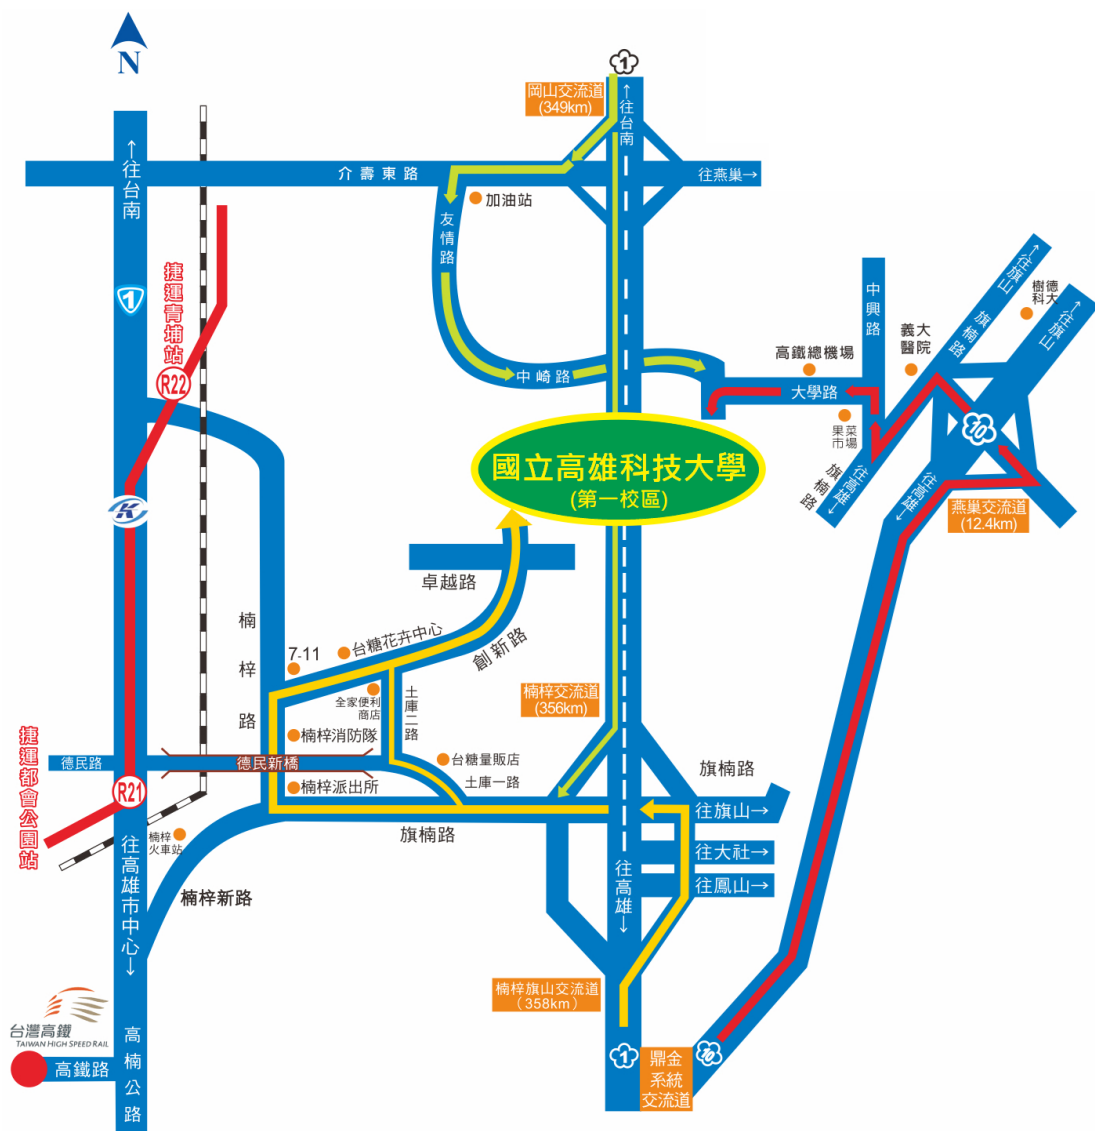 N
1
岡山交流道
(349km)
↑往台南
↑往台南
介壽東路
往燕巢→
加油站
友情路
捷運青埔站
1
R22
中崎路
中興路
高鐵總機場
大學路
義大
醫院
果菜
市場
旗楠路
↑往旗山
樹德
科大
↑往旗山
10
旗楠路
往高雄→
往高雄→
燕巢交流道
(12.4km)
國立高雄科技大學
(第一校區)
K
卓越路
創新路
台糖花卉中心
7-11
楠梓路
全家便利
商店
土庫二路
楠梓交流道
(356km)
楠梓消防隊
德民路
德民新橋
台糖量販店
土庫一路
楠梓派出所
旗楠路
旗楠路
往旗山→
往大社→
往鳳山→
捷運都會公園站
R21
楠梓
火車站
往高雄市中心→
楠梓新路
往高雄→
楠梓旗山交流道
(358km)
台灣高鐵
TAIWAN HIGH SPEED RAIL
高鐵路
高楠公路
1
鼎金
系統
交流道
10